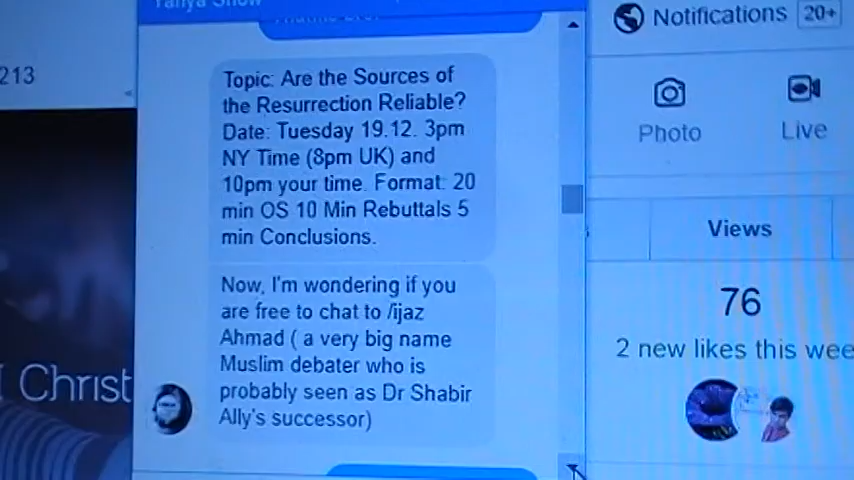 213
Topic: Are the Sources of
the Resurrection Reliable?
Date: Tuesday 19.12. 3pm
NY Time (8pm UK) and
10pm your time. Format: 20
min OS 10 Min Rebuttals 5
min Conclusions.
Now, I'm wondering if you
are free to chat to /ijaz
Ahmad ( a very big name
Muslim debater who is
probably seen as Dr Shabir
Ally's successor)
Christ
Notifications 20+
Photo Live
Views
76
2 new likes this wee